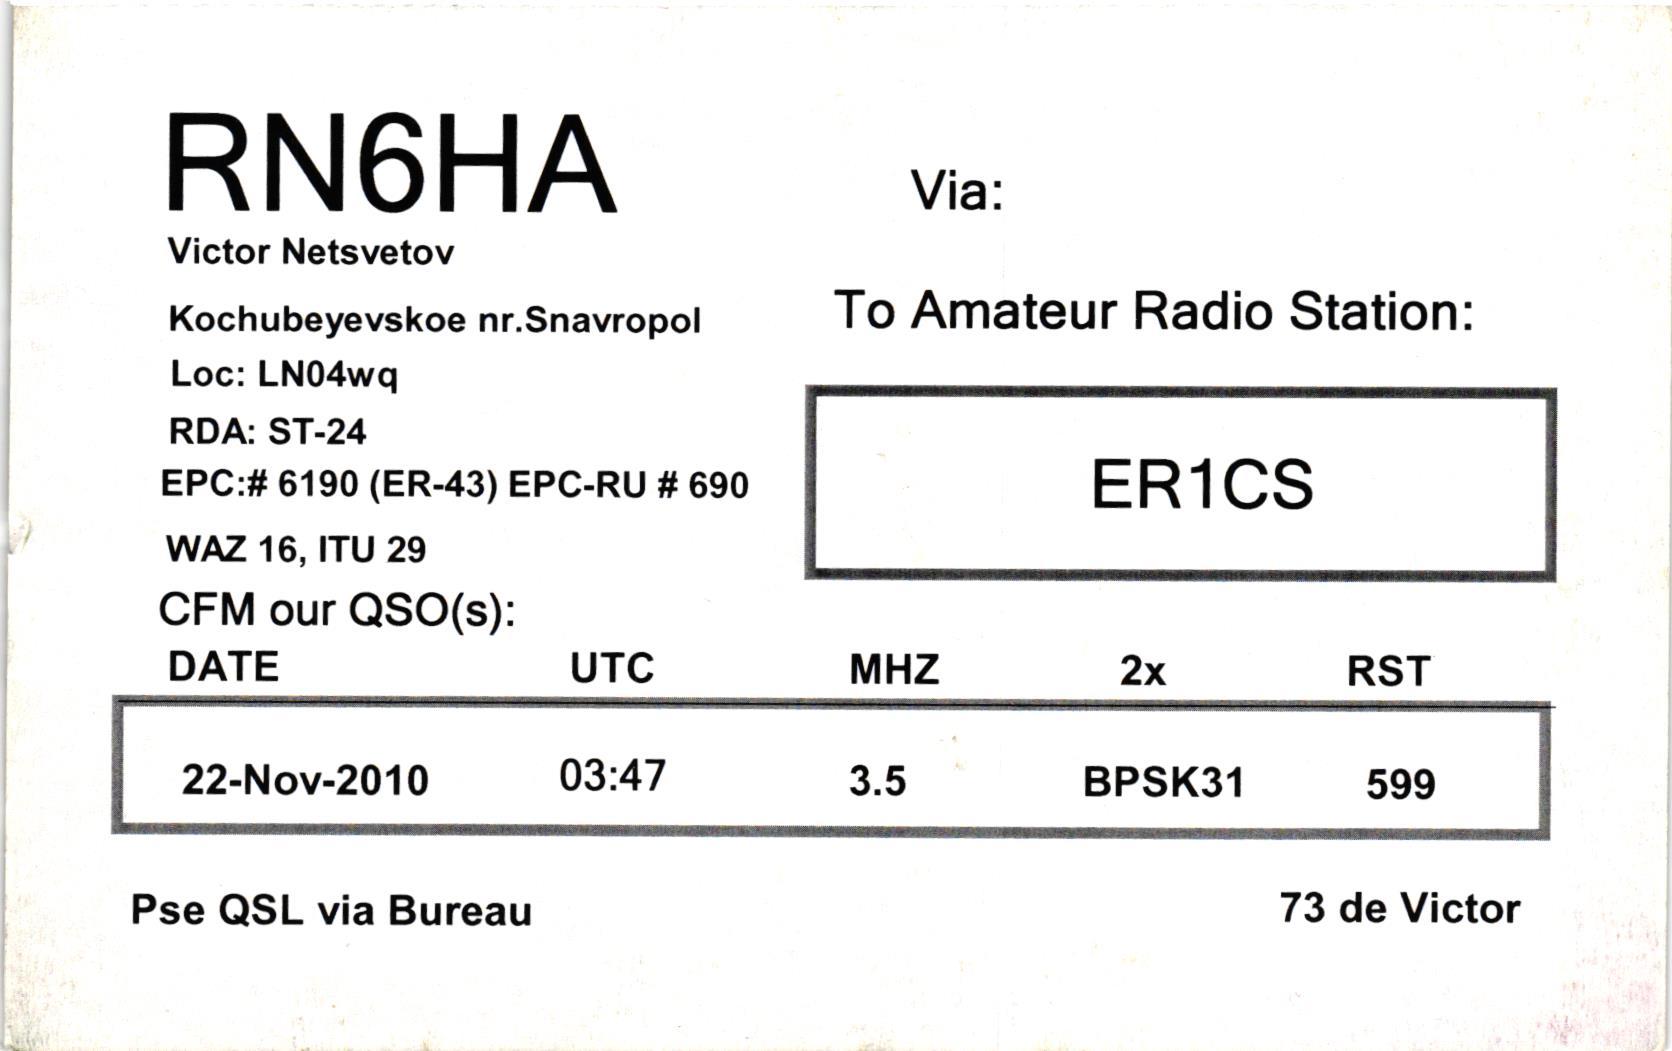 RN6HA
Victor Netsvetov
Kochubeyevskoe nr.Snavropol
Loc: LN04wq
RDA: ST-24
EPC:# 6190 (ER-43) EPC-RU # 690
WAZ 16, ITU 29
Via:
To Amateur Radio Station:
ER1CS
CFM our QSO(s):
DATE UTC MHZ 2x RST
22-Nov-2010 03:47 3.5 BPSK31 599
Pse QSL via Bureau 73 de Victor